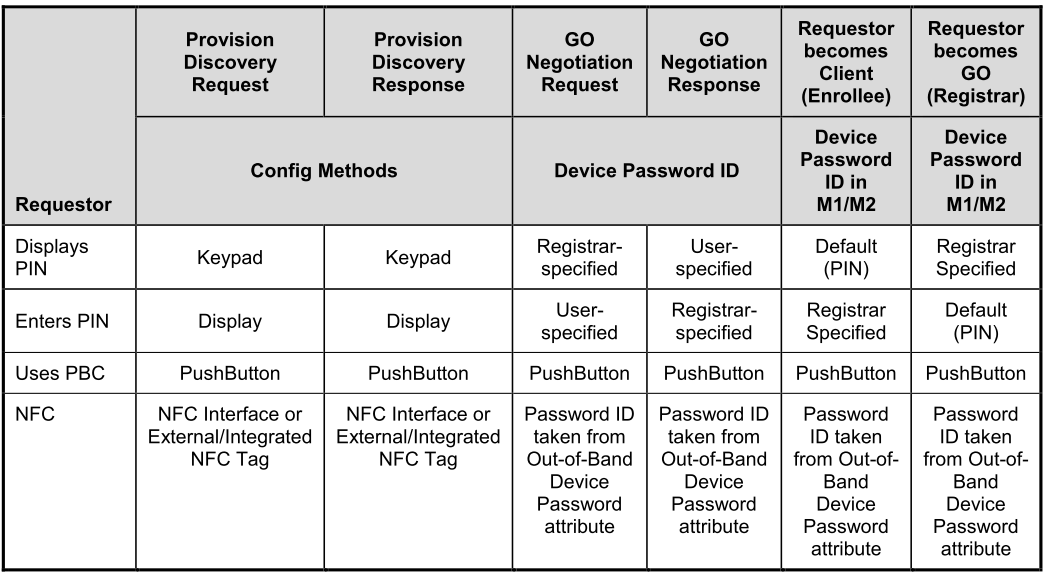 Provision
Discovery
Request
Provision
Discovery
Response
GO
Negotiation
Request
GO
Negotiation
Response
Requestor
becomes
Client
(Enrollee)
Requestor
becomes
GO
(Registrar)
Requestor
Config Methods
Device Password ID
Device
Password
ID in
M1/M2
Device
Password
ID in
M1/M2
Displays
PIN
Keypad
Keypad
Registrar-
specified
User-
specified
Default
(PIN)
Registrar
Specified
Enters PIN
Display
Display
User-
specified
Registrar-
specified
Registrar
Specified
Default
(PIN)
Uses PBC
PushButton
PushButton
PushButton
PushButton
PushButton
PushButton
NFC
NFC Interface or
External/Integrated
NFC Tag
NFC Interface or
External/Integrated
NFC Tag
Password ID
taken from
Out-of-Band
Device
Password
attribute
Password ID
taken from
Out-of-Band
Device
Password
attribute
Password
ID taken
from Out-of-
Band
Device
Password
attribute
Password
ID taken
from Out-of-
Band
Device
Password
attribute